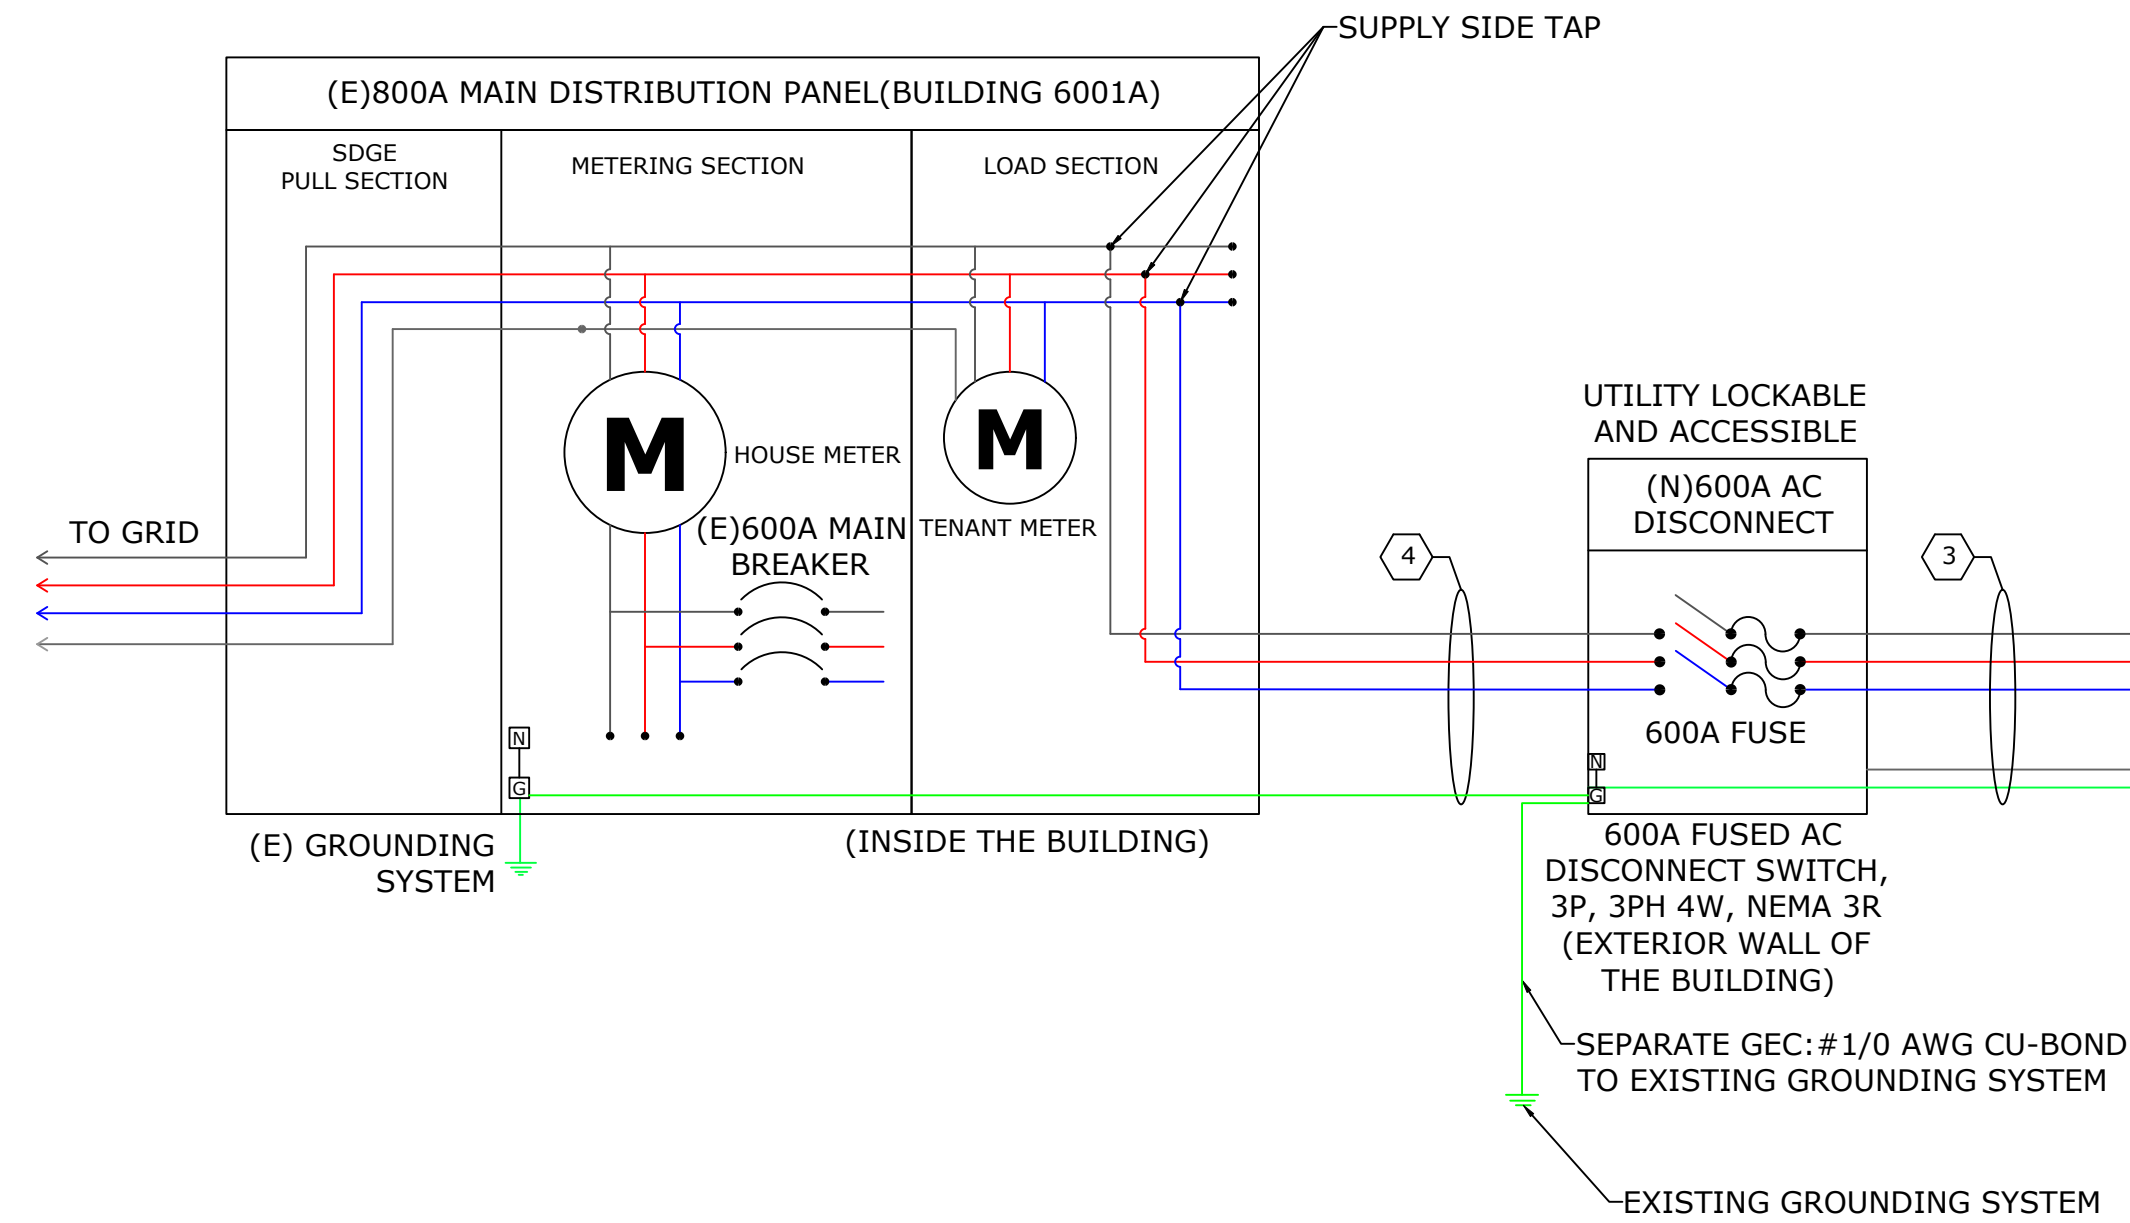 SUPPLY SIDE TAP
(E)800A MAIN DISTRIBUTION PANEL(BUILDING 6001A)
SDGE
PULL SECTION
METERING SECTION
LOAD SECTION
TO GRID
M
HOUSE METER
(E)600A MAIN
BREAKER
M
TENANT METER
N
G
(E) GROUNDING
SYSTEM
(INSIDE THE BUILDING)
4
UTILITY LOCKABLE
AND ACCESSIBLE
(N)600A AC
DISCONNECT
600A FUSE
N
G
3
600A FUSED AC
DISCONNECT SWITCH,
3P, 3PH 4W, NEMA 3R
(EXTERIOR WALL OF
THE BUILDING)
SEPARATE GEC:#1/0 AWG CU-BOND
TO EXISTING GROUNDING SYSTEM
EXISTING GROUNDING SYSTEM